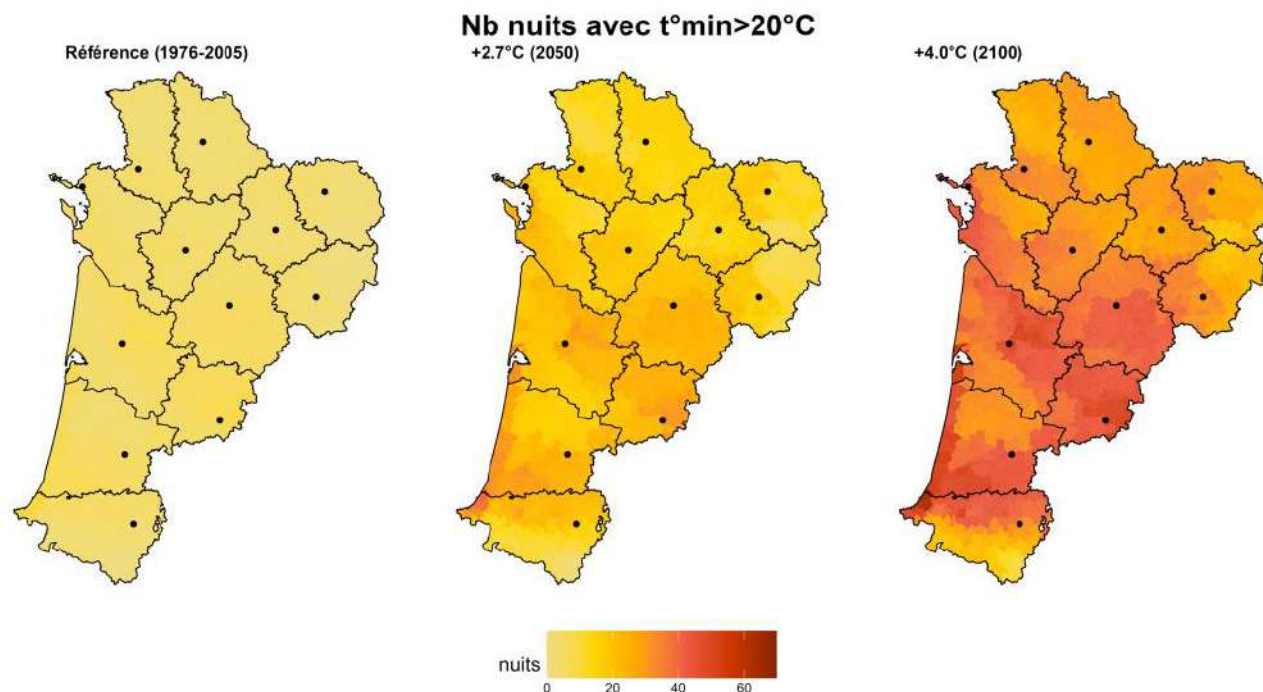 Nb nuits avec t°min>20°C
Référence (1976-2005)
+2.7°C (2050)
+4.0°C (2100)
nuits
0 20 40 60